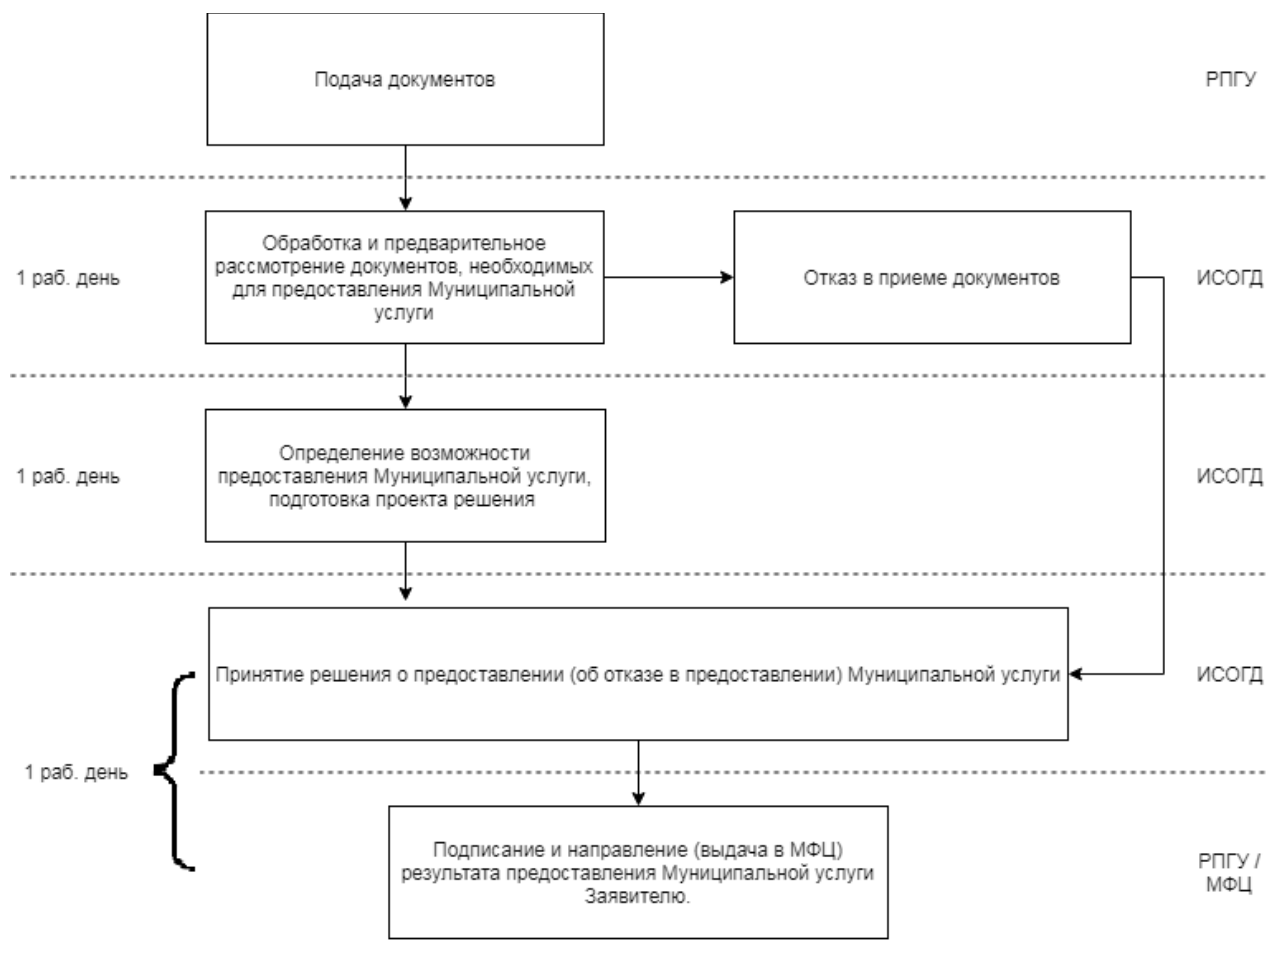 Подача документов
РПГУ
1 раб. день
Обработка и предварительное
рассмотрение документов, необходимых
для предоставления Муниципальной
услуги
Отказ в приеме документов
ИСОГД
1 раб. день
Определение возможности
предоставления Муниципальной услуги,
подготовка проекта решения
ИСОГД
Принятие решения о предоставлении (об отказе в предоставлении) Муниципальной услуги
ИСОГД
1 раб. день
Подписание и направление (выдача в МФЦ)
результата предоставления Муниципальной услуги
Заявителю.
РПГУ /
МФЦ